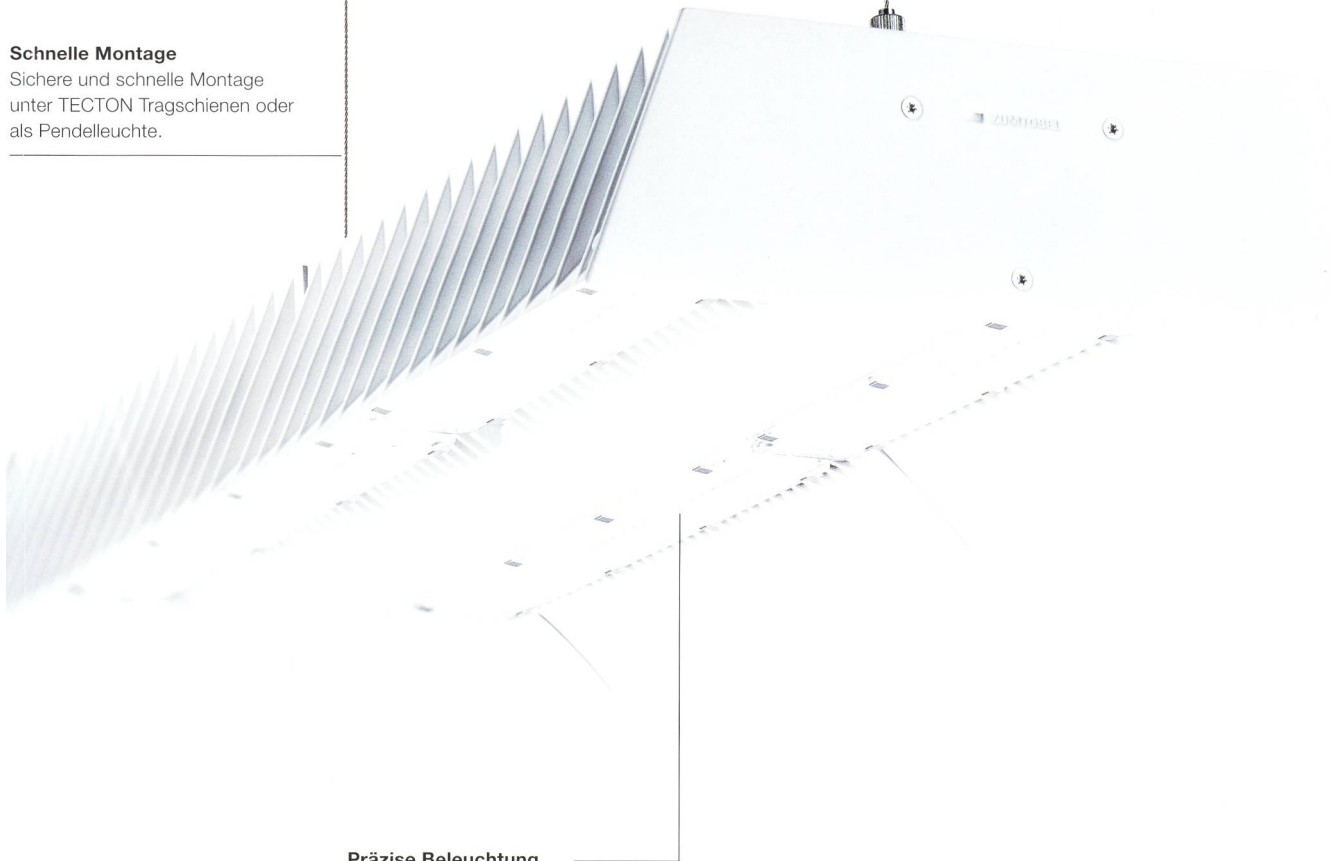 Schnelle Montage
Sichere und schnelle Montage
unter TECTON Tragschienen oder
als Pendelleuchte.
ZUMTOBEL
Präzise Beleuchtung